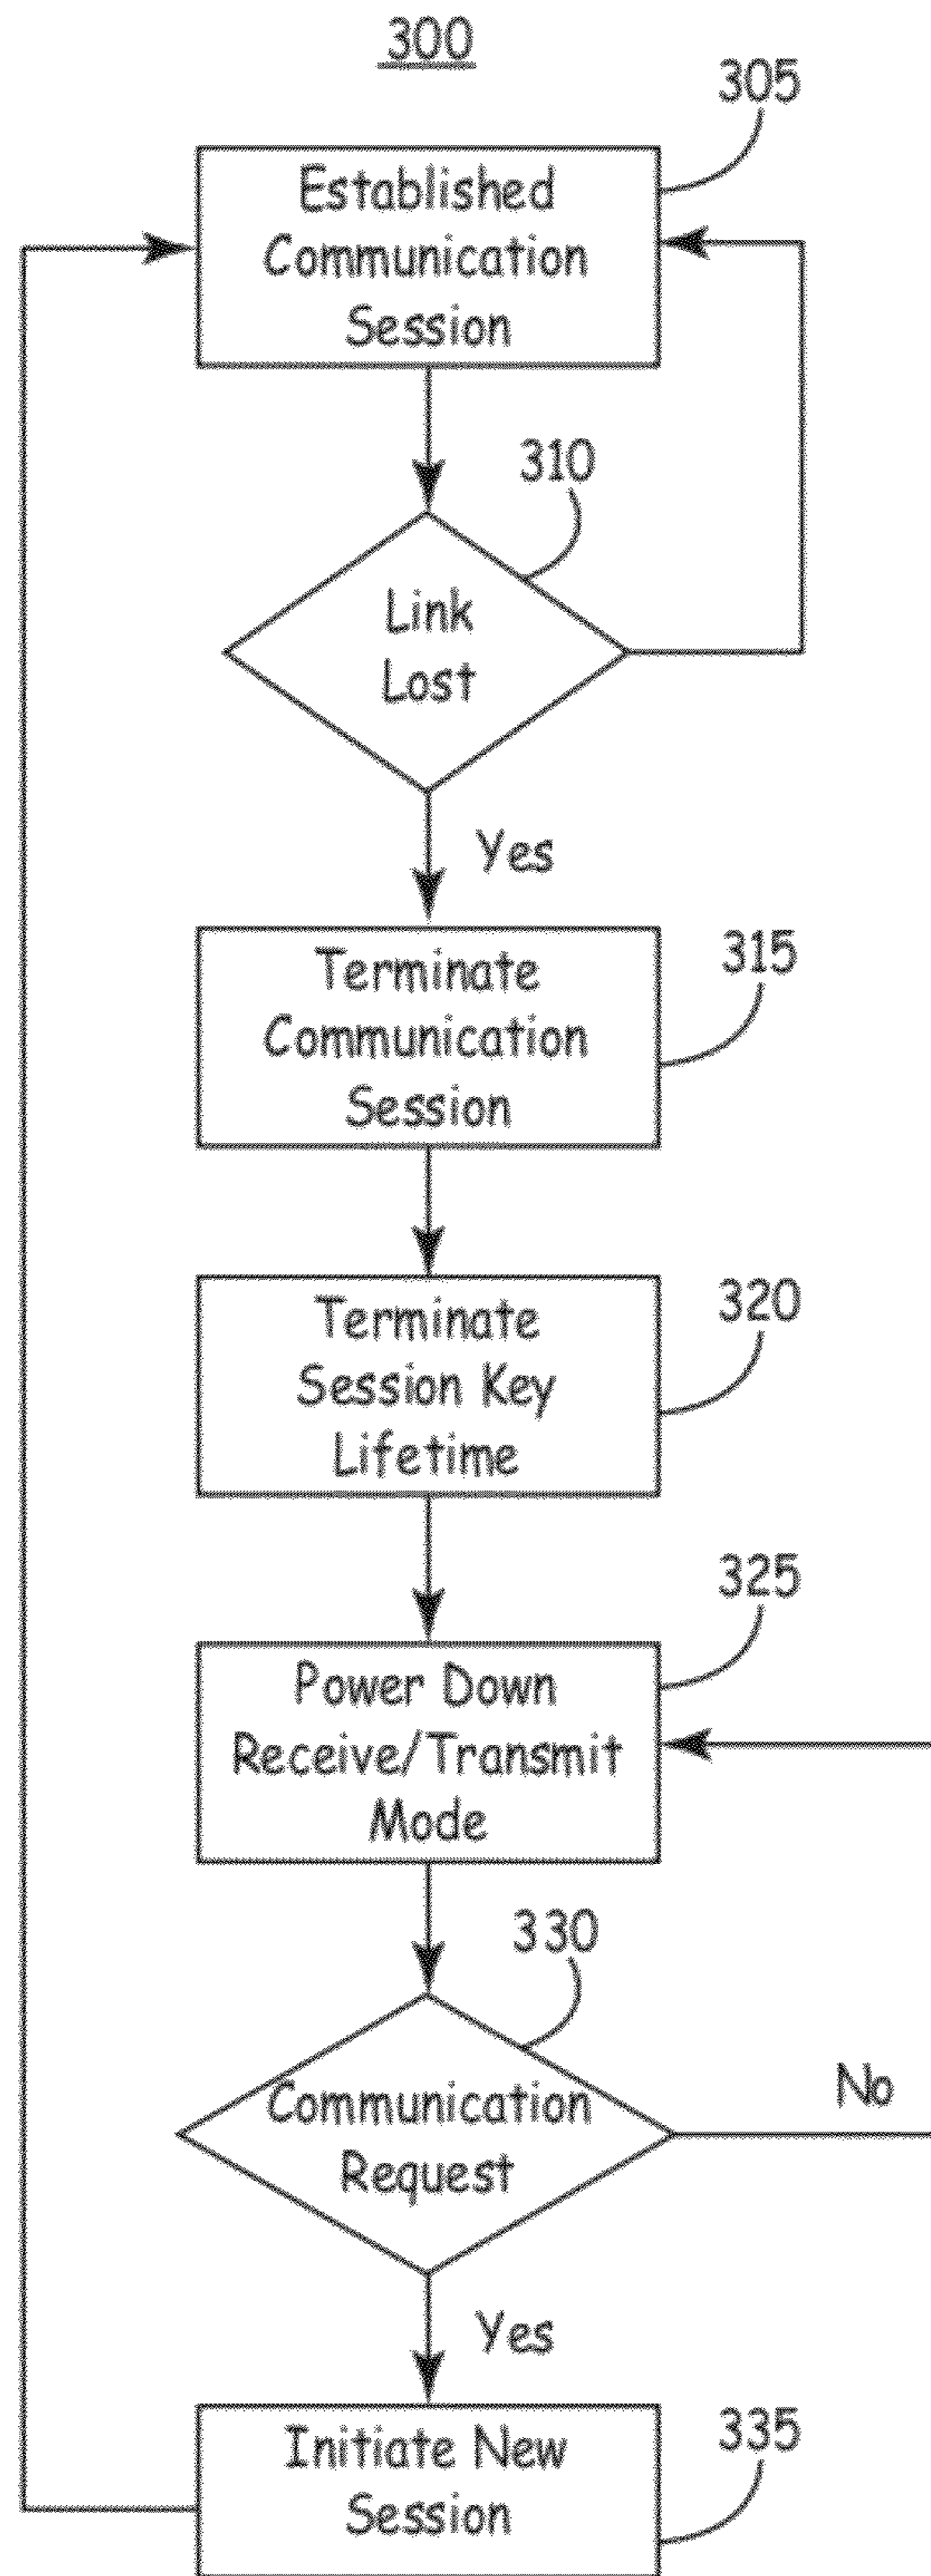 300
305
Established
Communication
Session
310
Link
Lost
Yes
315
Terminate
Communication
Session
320
Terminate
Session Key
Lifetime
325
Power Down
Receive/Transmit
Mode
330
Communication
Request
No
Yes
335
Initiate New
Session